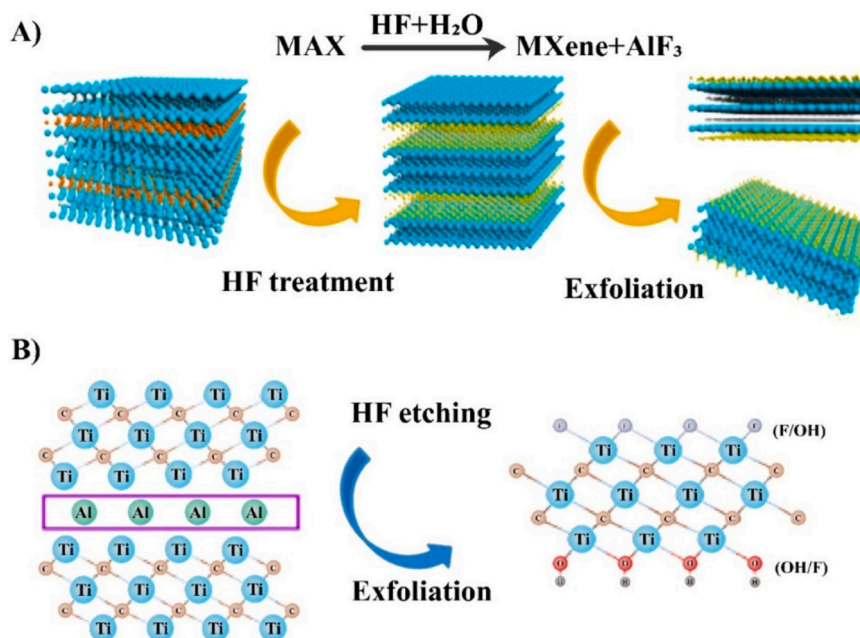 A)
HF+H₂O
MAX MXene+AlF₃
HF treatment
Exfoliation
B)
Ti Ti Ti Ti
C C C C
Ti Ti Ti Ti
C C C C
Ti Ti Ti Ti
Al Al Al Al
Ti Ti Ti Ti
C C C C
Ti Ti Ti Ti
C C C C
Ti Ti Ti Ti
HF etching
Exfoliation
F F F F
(F/OH)
Ti Ti Ti
C C C C
Ti Ti Ti
C C C C
Ti Ti Ti
O O O O
(OH/F)
H H H H